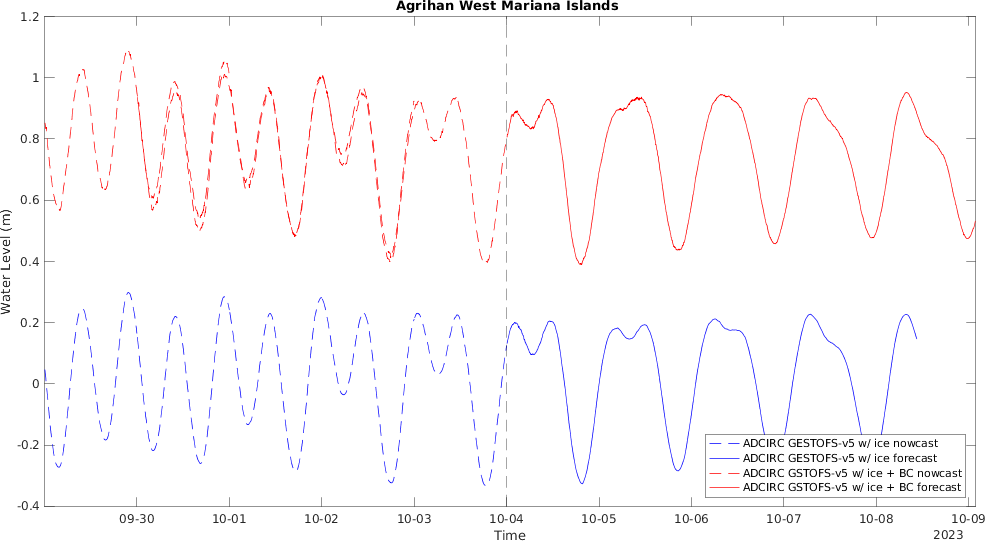 Agrihan West Mariana Islands
1.2
1
0.8
0.6
0.4
0.2
0
-0.2
-0.4
Water Level (m)
ADCIRC GESTOFS-v5 w/ ice nowcast
ADCIRC GESTOFS-v5 w/ ice forecast
ADCIRC GSTOFS-v5 w/ ice + BC nowcast
ADCIRC GSTOFS-v5 w/ ice + BC forecast
09-30 10-01 10-02 10-03 10-04 10-05 10-06 10-07 10-08 10-09
Time
2023